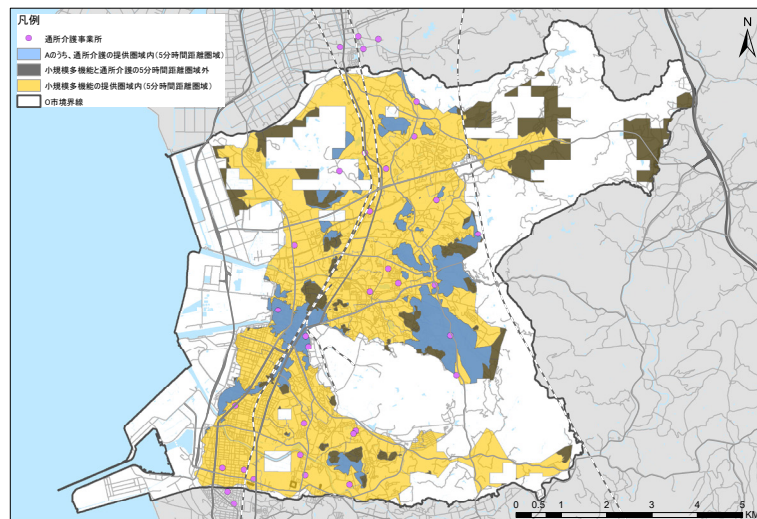 凡例
通所介護事業所
Aのうち、通所介護の提供圏域内(5分時間距離圏域)
小規模多機能と通所介護の5分時間距離圏域外
小規模多機能の提供圏域内(5分時間距離圏域)
O市境界線
N
0 0.5 1 2 3 4 5
KM